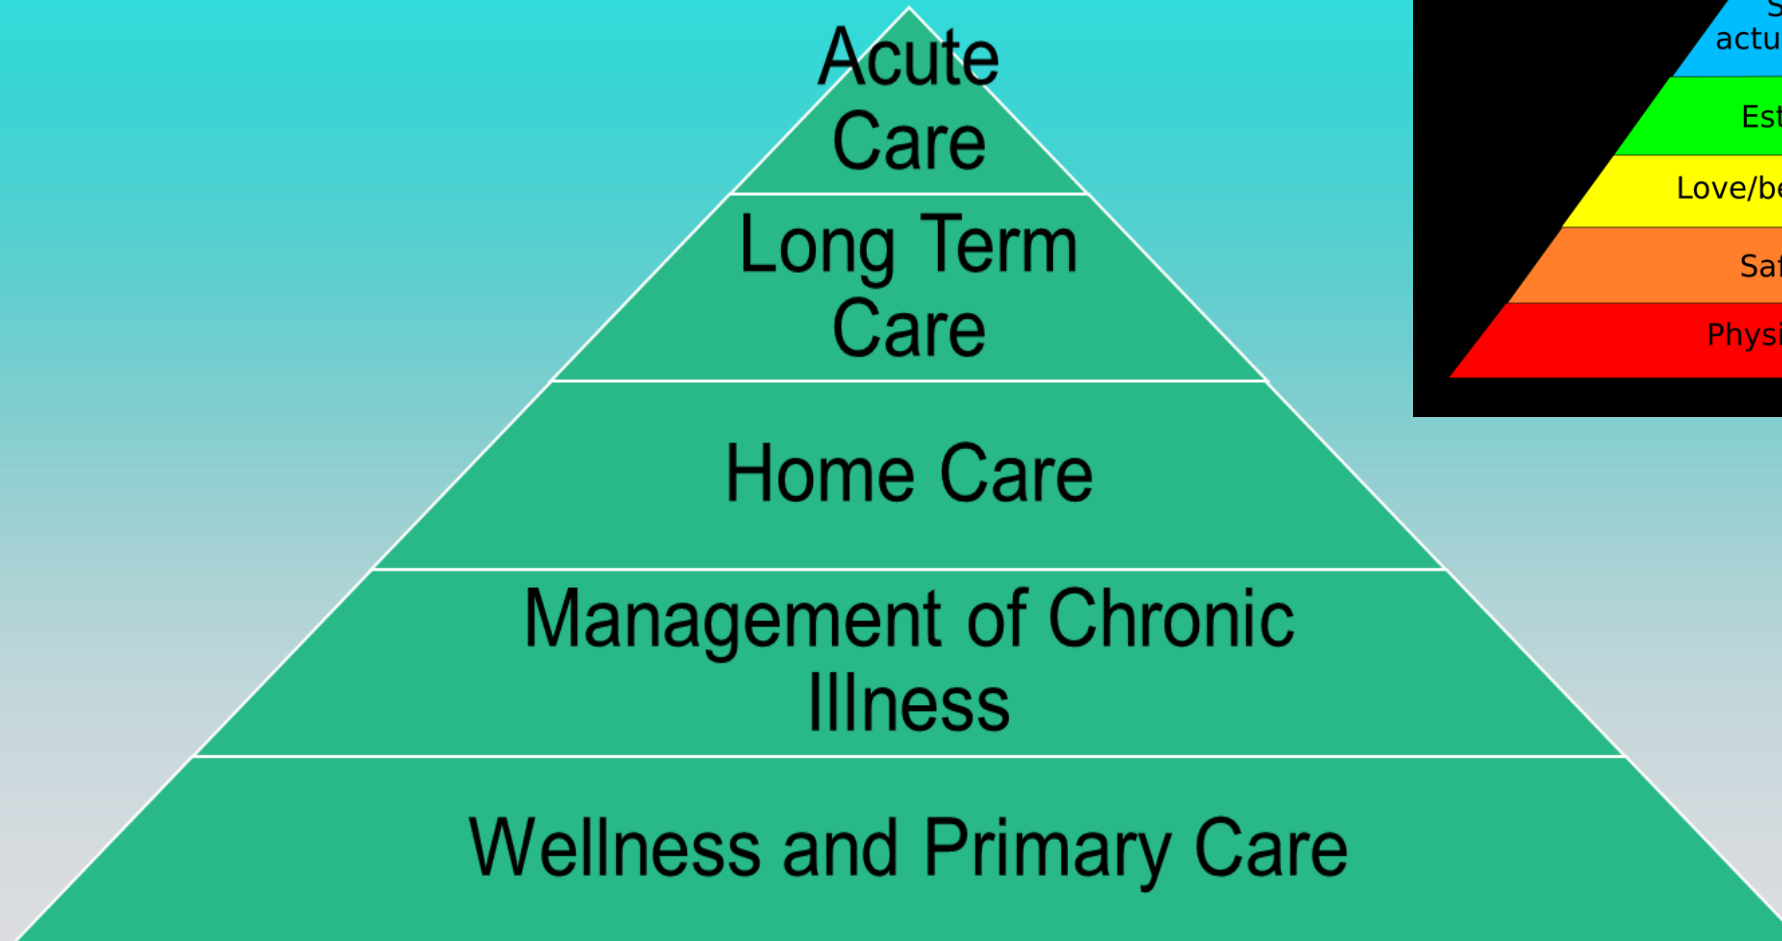 Acute
Care
Long Term
Care
Home Care
Management of Chronic
Illness
Wellness and Primary Care
S
actu
Est
Love/be
Saf
Physi